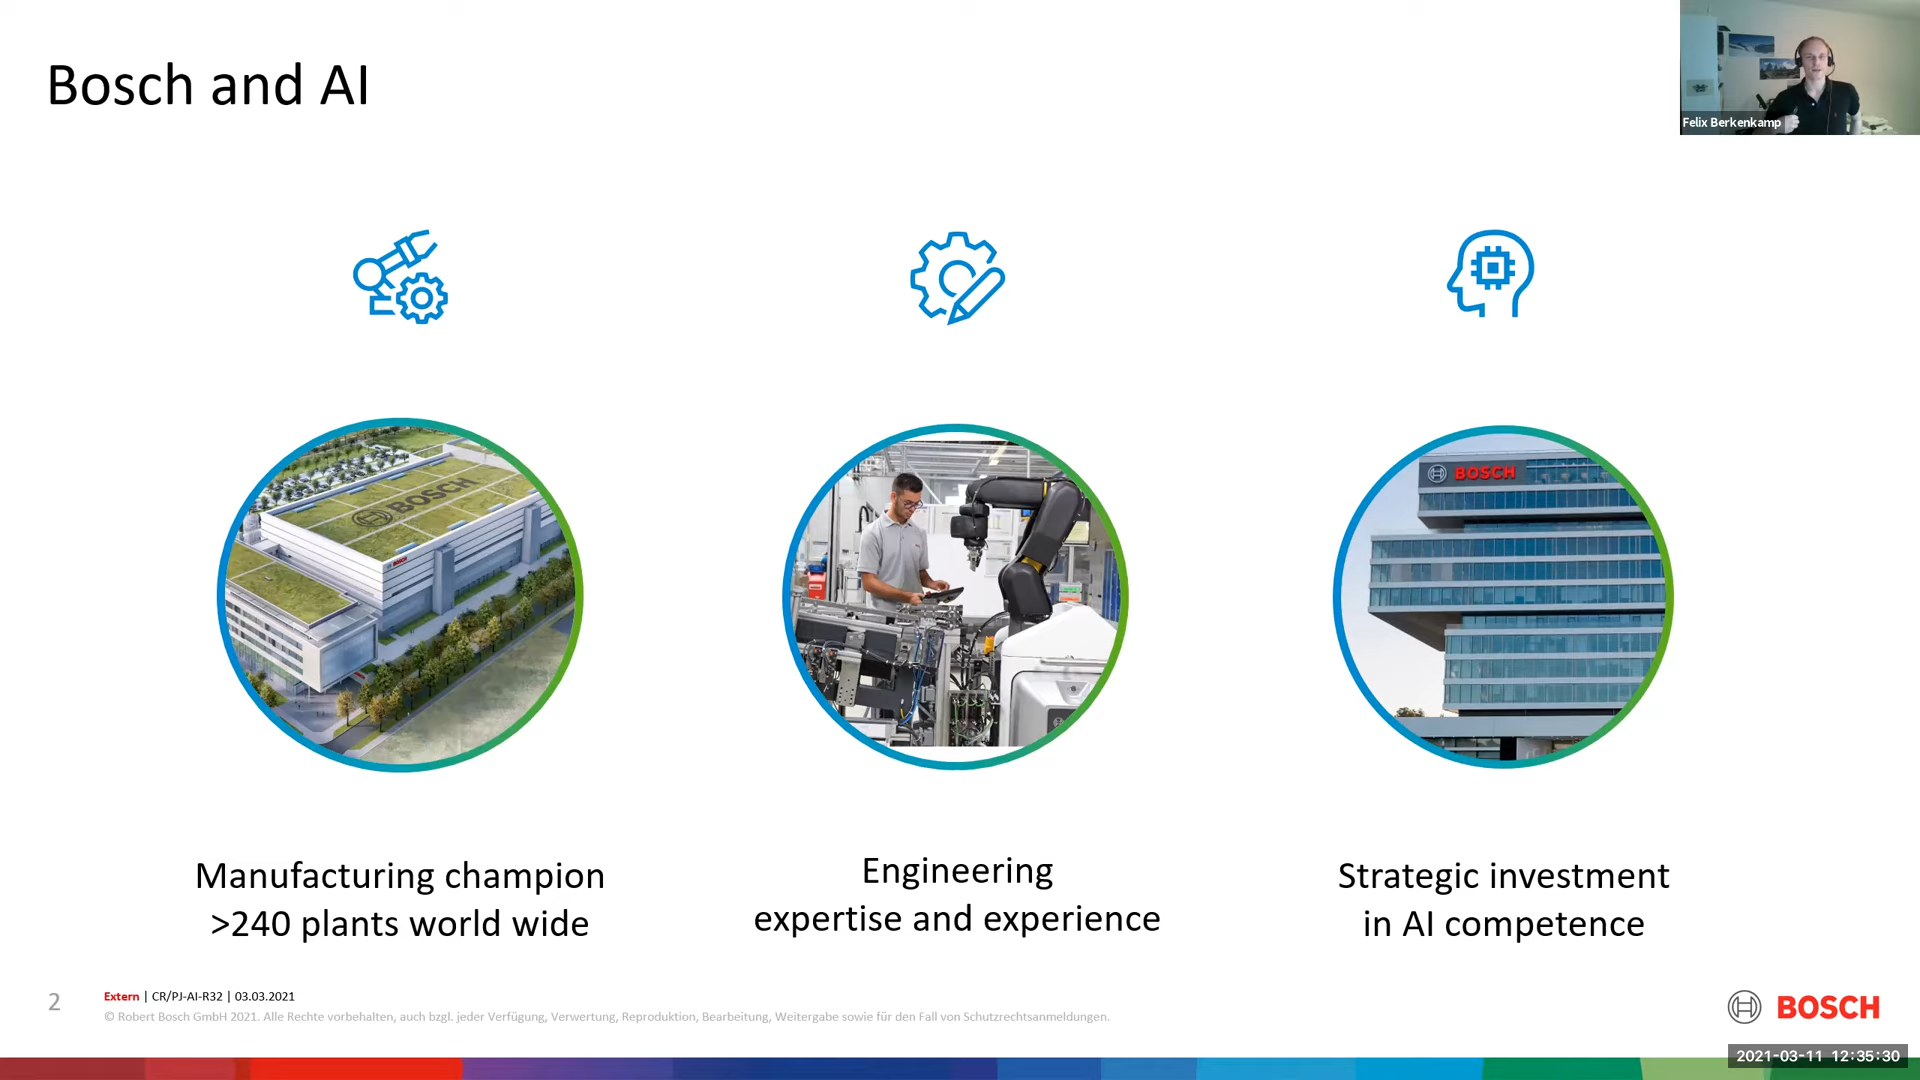 Bosch and AI
Felix Berkenkamp
BOSCH
BOSCH
BOSCH
Manufacturing champion
>240 plants world wide
Engineering
expertise and experience
Strategic investment
in AI competence
2
Extern | CR/PJ-AI-R32 | 03.03.2021
© Robert Bosch GmbH 2021. Alle Rechte vorbehalten, auch bzgl. jeder Verfügung, Verwertung, Reproduktion, Bearbeitung, Weitergabe sowie für den Fall von Schutzrechtsanmeldungen.
BOSCH
2021-03-11 12:35:30